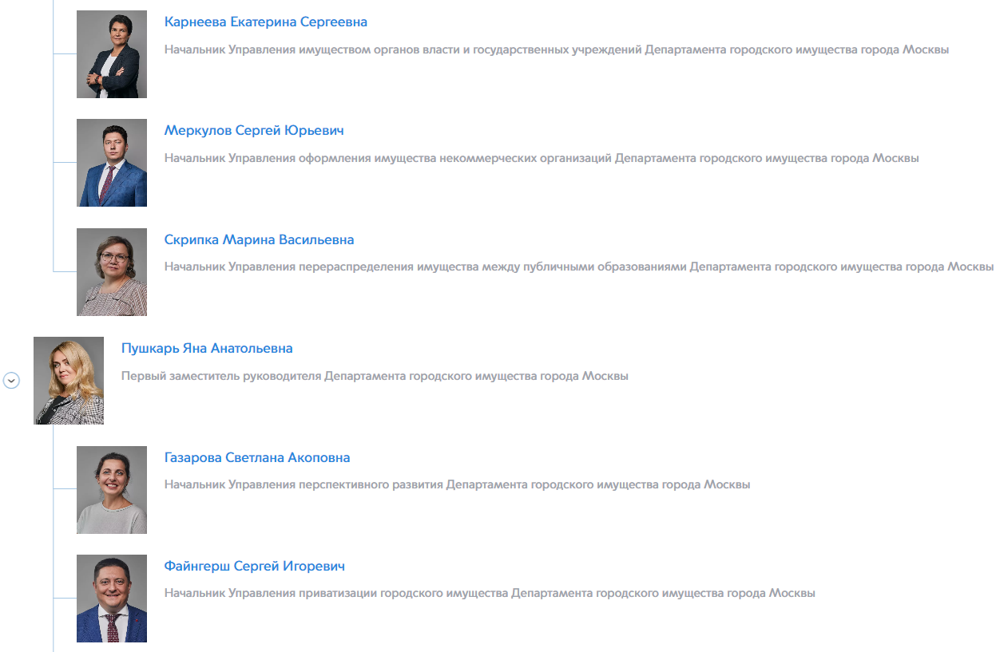 Карнеева Екатерина Сергеевна
Начальник Управления имуществом органов власти и государственных учреждений Департамента городского имущества города Москвы
Меркулов Сергей Юрьевич
Начальник Управления оформления имущества некоммерческих организаций Департамента городского имущества города Москвы
Скрипка Марина Васильевна
Начальник Управления перераспределения имущества между публичными образованиями Департамента городского имущества города Москвы
Пушкарь Яна Анатольевна
Первый заместитель руководителя Департамента городского имущества города Москвы
Газарова Светлана Акоповна
Начальник Управления перспективного развития Департамента городского имущества города Москвы
Файнгерш Сергей Игоревич
Начальник Управления приватизации городского имущества Департамента городского имущества города Москвы